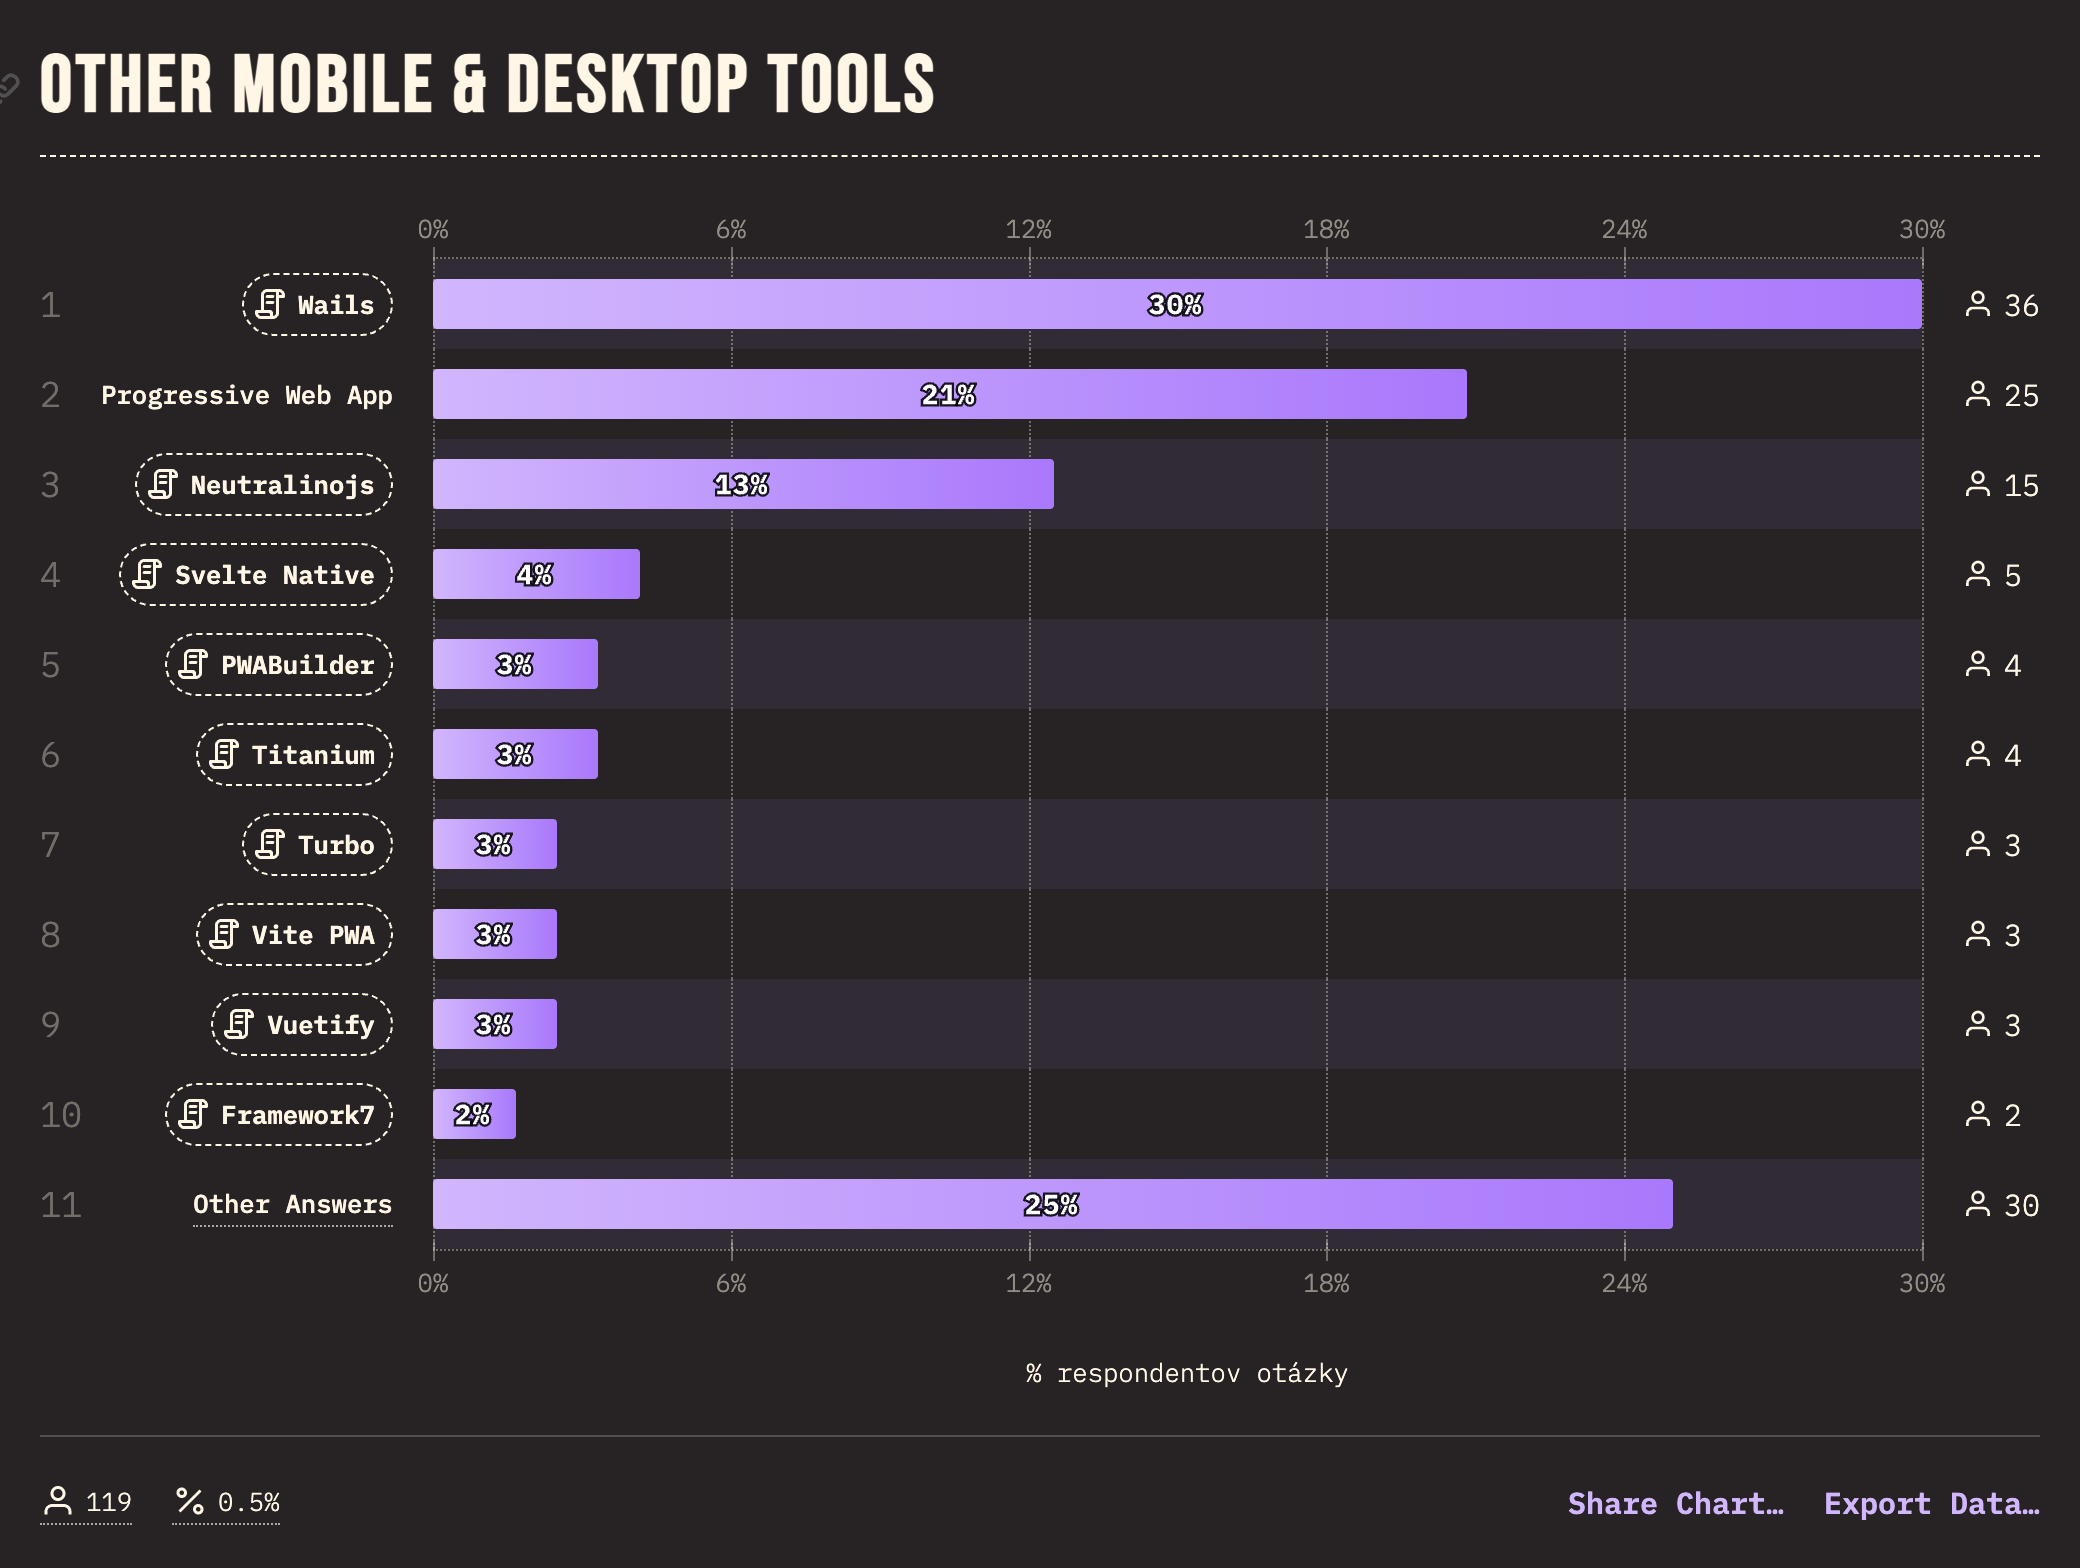 OTHER MOBILE & DESKTOP TOOLS
0% 6% 12% 18% 24% 30%
1 Wails 30% 36
2 Progressive Web App 21% 25
3 Neutralinojs 13% 15
4 Svelte Native 4% 5
5 PWABuilder 3% 4
6 Titanium 3% 4
7 Turbo 3% 3
8 Vite PWA 3% 3
9 Vuetify 3% 3
10 Framework7 2% 2
11 Other Answers 25% 30
0% 6% 12% 18% 24% 30%
% respondentov otázky
119 0.5% Share Chart… Export Data…